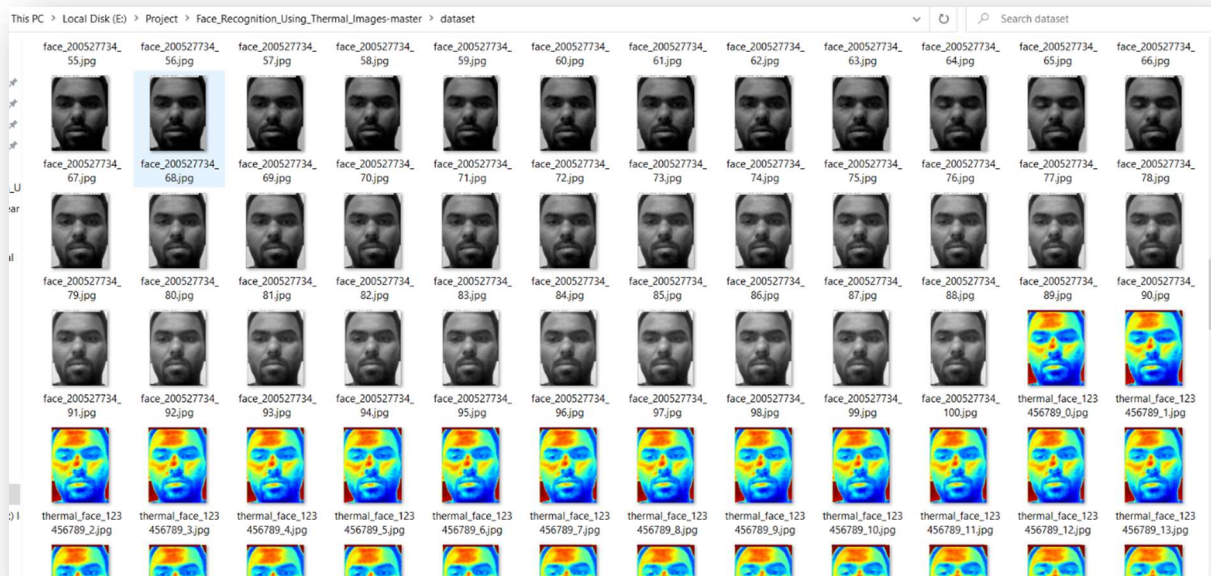 This PC > Local Disk (E:) > Project > Face_Recognition_Using_Thermal_Images-master > dataset
Search dataset
face_200527734_ face_200527734_ face_200527734_ face_200527734_ face_200527734_ face_200527734_ face_200527734_ face_200527734_ face_200527734_ face_200527734_ face_200527734_ face_200527734_
55.jpg 56.jpg 57.jpg 58.jpg 59.jpg 60.jpg 61.jpg 62.jpg 63.jpg 64.jpg 65.jpg 66.jpg
face_200527734_ face_200527734_ face_200527734_ face_200527734_ face_200527734_ face_200527734_ face_200527734_ face_200527734_ face_200527734_ face_200527734_ face_200527734_ face_200527734_
67.jpg 68.jpg 69.jpg 70.jpg 71.jpg 72.jpg 73.jpg 74.jpg 75.jpg 76.jpg 77.jpg 78.jpg
_U
ear
face_200527734_ face_200527734_ face_200527734_ face_200527734_ face_200527734_ face_200527734_ face_200527734_ face_200527734_ face_200527734_ face_200527734_ face_200527734_ face_200527734_
79.jpg 80.jpg 81.jpg 82.jpg 83.jpg 84.jpg 85.jpg 86.jpg 87.jpg 88.jpg 89.jpg 90.jpg
face_200527734_ face_200527734_ face_200527734_ face_200527734_ face_200527734_ face_200527734_ face_200527734_ face_200527734_ face_200527734_ face_200527734_ thermal_face_123 thermal_face_123
91.jpg 92.jpg 93.jpg 94.jpg 95.jpg 96.jpg 97.jpg 98.jpg 99.jpg 100.jpg 456789_0.jpg 456789_1.jpg
thermal_face_123 thermal_face_123 thermal_face_123 thermal_face_123 thermal_face_123 thermal_face_123 thermal_face_123 thermal_face_123 thermal_face_123 thermal_face_123 thermal_face_123 thermal_face_123
456789_2.jpg 456789_3.jpg 456789_4.jpg 456789_5.jpg 456789_6.jpg 456789_7.jpg 456789_8.jpg 456789_9.jpg 456789_10.jpg 456789_11.jpg 456789_12.jpg 456789_13.jpg